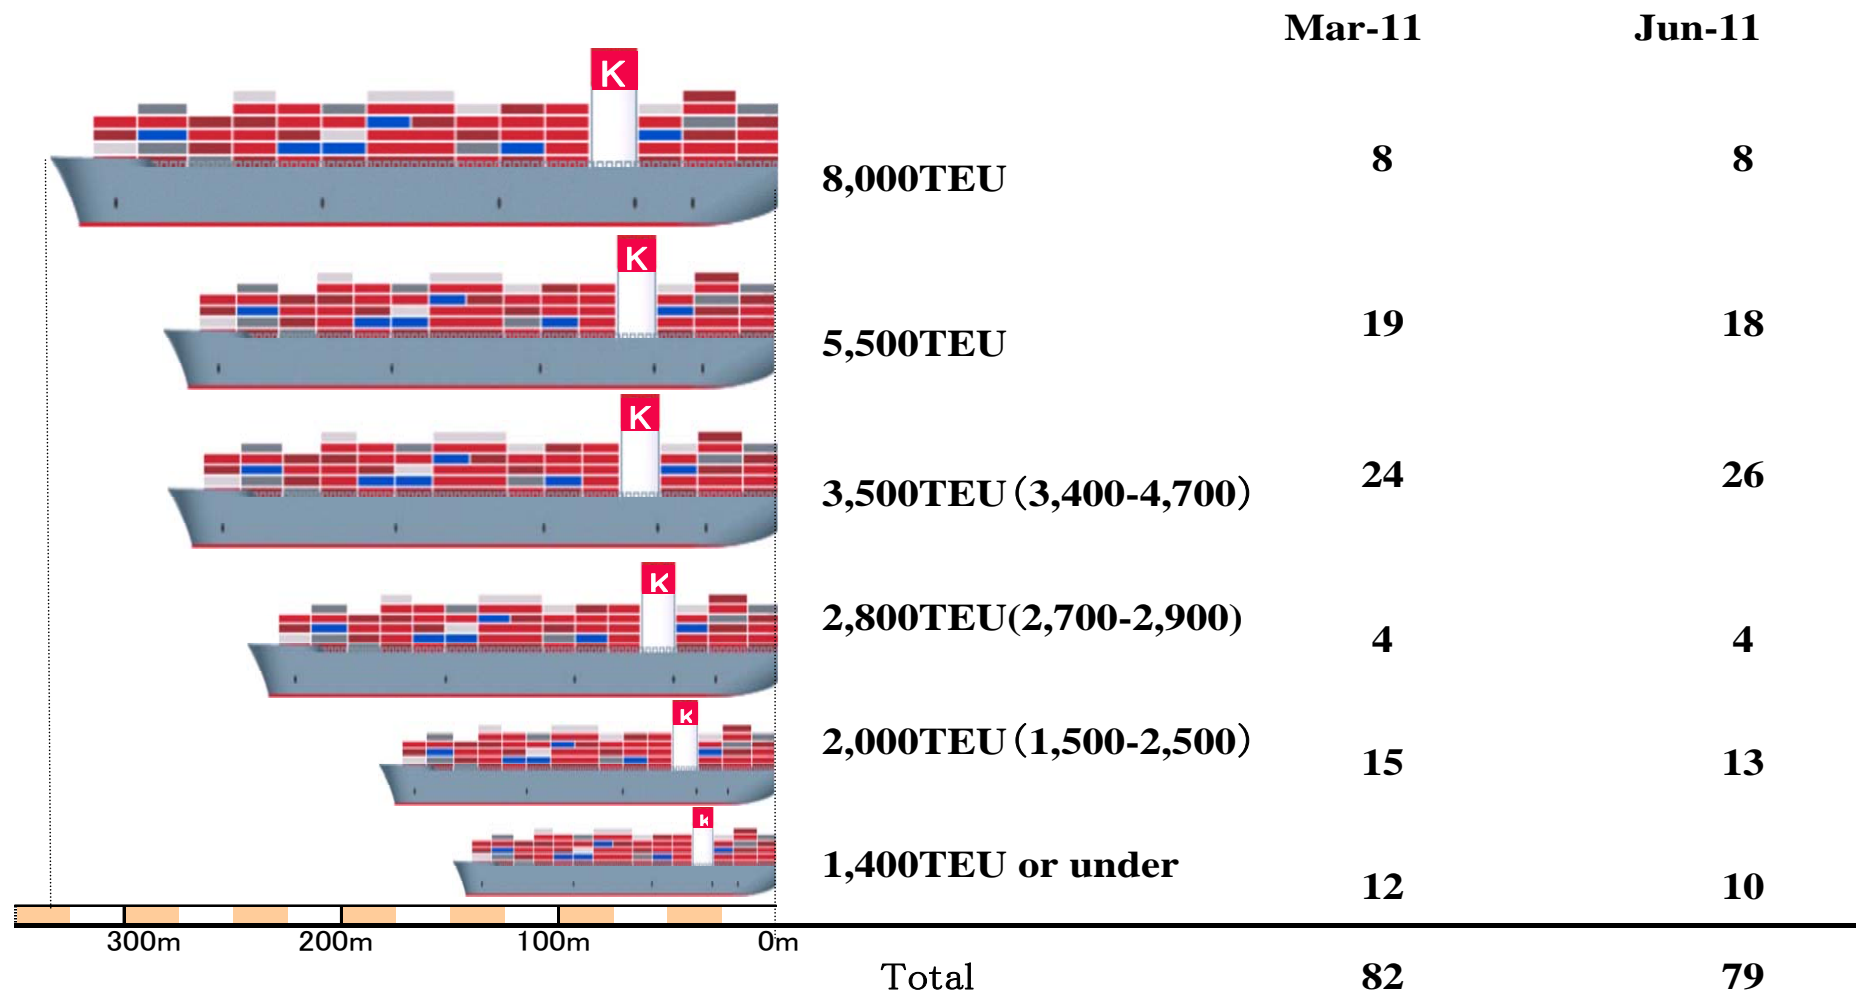 Mar-11 Jun-11
K
8,000TEU 8 8
K
5,500TEU 19 18
K
3,500TEU（3,400-4,700） 24 26
K
2,800TEU(2,700-2,900) 4 4
K
2,000TEU（1,500-2,500） 15 13
K
1,400TEU or under 12 10
300m 200m 100m 0m
Total 82 79